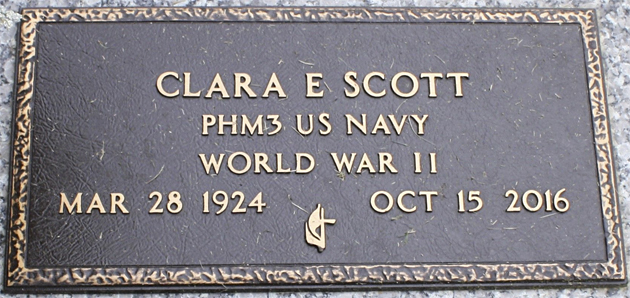 CLARA E SCOTT
PHM3 US NAVY
WORLD WAR II
MAR 28 1924 OCT 15 2016